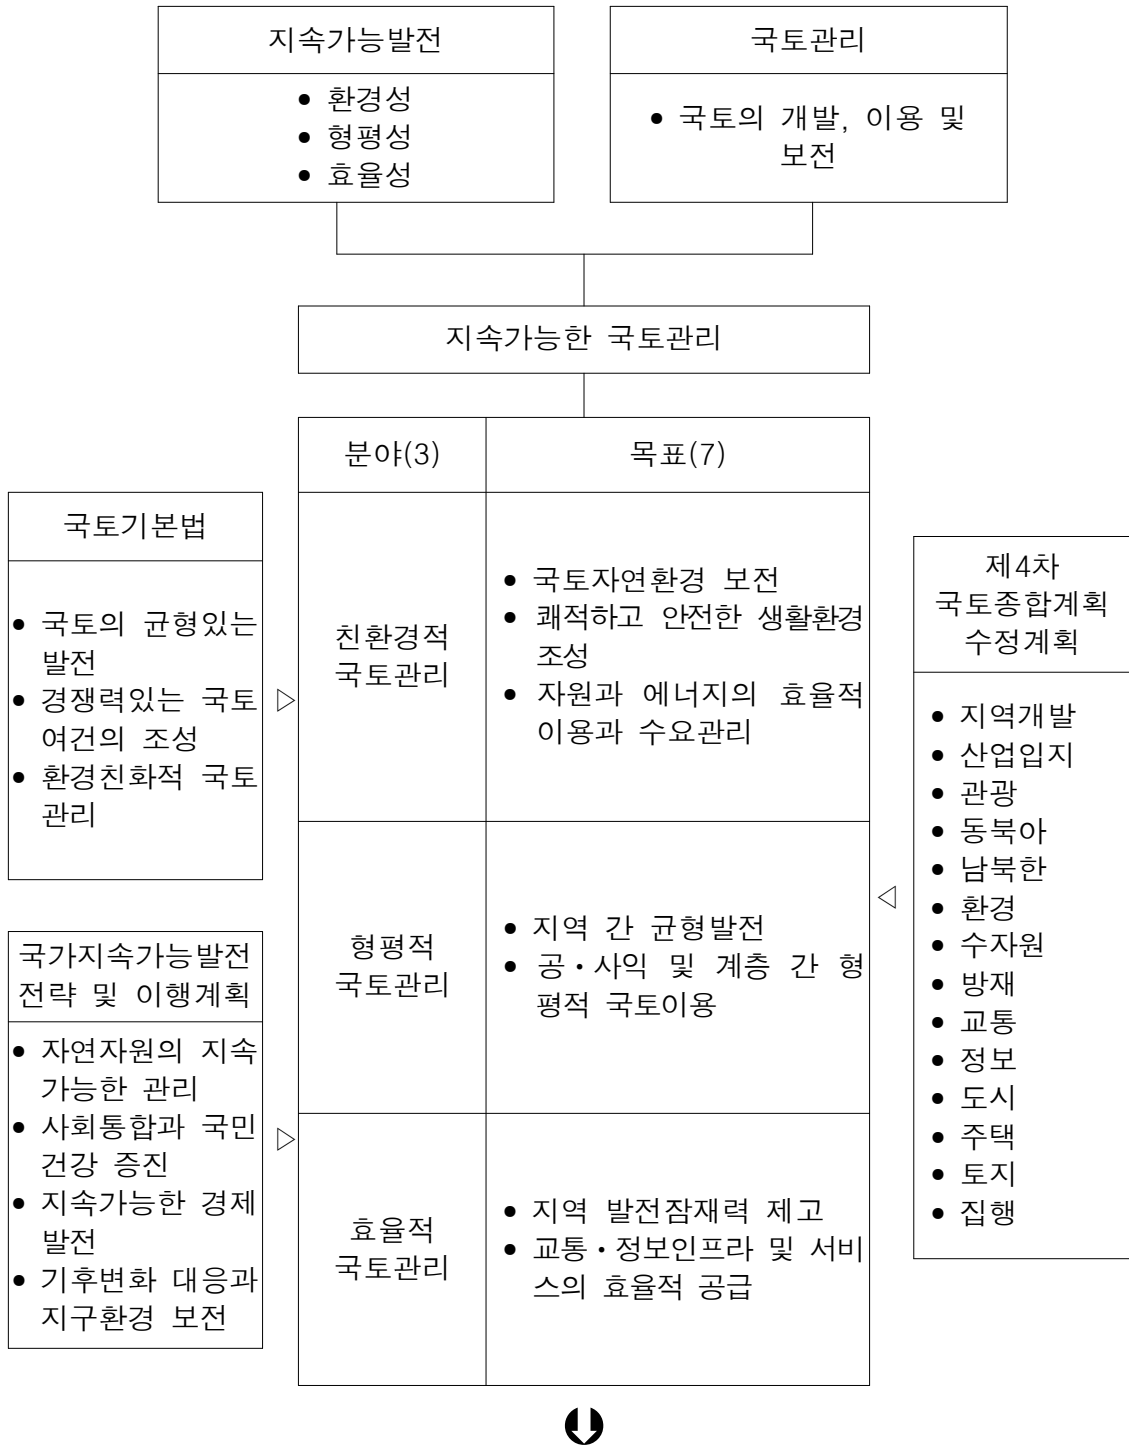 지속가능발전
• 환경성
• 형평성
• 효율성
국토관리
• 국토의 개발, 이용 및
보전
지속가능한 국토관리
분야(3)
목표(7)
친환경적
국토관리
• 국토자연환경 보전
• 쾌적하고 안전한 생활환경
조성
• 자원과 에너지의 효율적
이용과 수요관리
형평적
국토관리
• 지역 간 균형발전
• 공·사익 및 계층 간 형
평적 국토이용
효율적
국토관리
• 지역 발전잠재력 제고
• 교통·정보인프라 및 서비
스의 효율적 공급
국토기본법
• 국토의 균형있는
발전
• 경쟁력있는 국토
여건의 조성
• 환경친화적 국토
관리
국가지속가능발전
전략 및 이행계획
• 자연자원의 지속
가능한 관리
• 사회통합과 국민
건강 증진
• 지속가능한 경제
발전
• 기후변화 대응과
지구환경 보전
제4차
국토종합계획
수정계획
• 지역개발
• 산업입지
• 관광
• 동북아
• 남북한
• 환경
• 수자원
• 방재
• 교통
• 정보
• 도시
• 주택
• 토지
• 집행